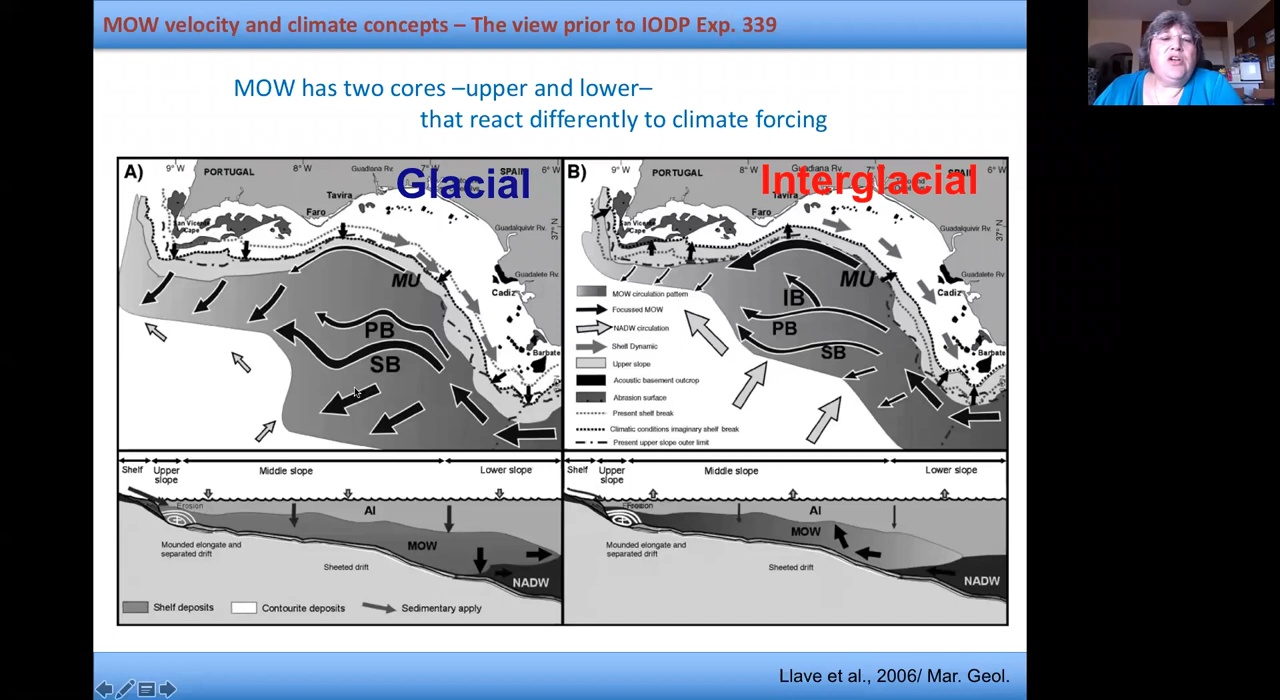 MOW velocity and climate concepts – The view prior to IODP Exp. 339
MOW has two cores –upper and lower–
that react differently to climate forcing
A)
9° W
PORTUGAL
8° W
Guadiana Rv.
7° W
SPAIN
6° W
Glacial
Tavira
Faro
San Vicente Cape
Guadalquivir Rv.
37° N
Guadalete Rv.
Cadiz
Barbate
MU
PB
SB
B)
9° W
PORTUGAL
8° W
Guadiana Rv.
7° W
SPAIN
6° W
Interglacial
Tavira
Faro
San Vicente Cape
Guadalquivir Rv.
37° N
Guadalete Rv.
Cadiz
Barbate
MU
IB
PB
SB
MOW circulation pattern
Focussed MOW
NADW circulation
Shelf Dynamic
Upper slope
Acoustic basement outcrop
Abrasion surface
Present shelf break
Climatic conditions imaginary shelf break
Present upper slope outer limit
Shelf
Upper slope
Middle slope
Lower slope
Erosion
AI
MOW
NADW
Mounded elongate and
separated drift
Sheeted drift
Shelf deposits
Contourite deposits
Sedimentary apply
Shelf
Upper slope
Middle slope
Lower slope
Erosion
AI
MOW
NADW
Mounded elongate and
separated drift
Sheeted drift
Llave et al., 2006/ Mar. Geol.